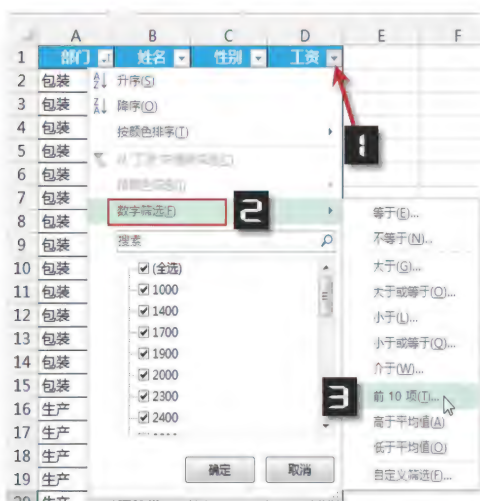 A B C D E F
1 部门 姓名 性别 工资
2 包装 升序(S)
3 包装 降序(O)
4 包装 按颜色排序(T)
1
5 包装
6 包装
7 包装
8 包装 数字筛选(F) 2 等于(E)...
9 包装 搜索 不等于(N)...
10 包装 (全选) 大于(G)...
11 包装 1000 大于或等于(O)...
12 包装 1400 小于(L)...
13 包装 1700 小于或等于(Q)...
14 包装 1900 介于(W)...
15 包装 2000
3 前 10 项(T)...
16 生产 2300 高于平均值(A)
17 生产 2400 低于平均值(O)
18 生产
19 生产 确定 取消 自定义筛选(F)...